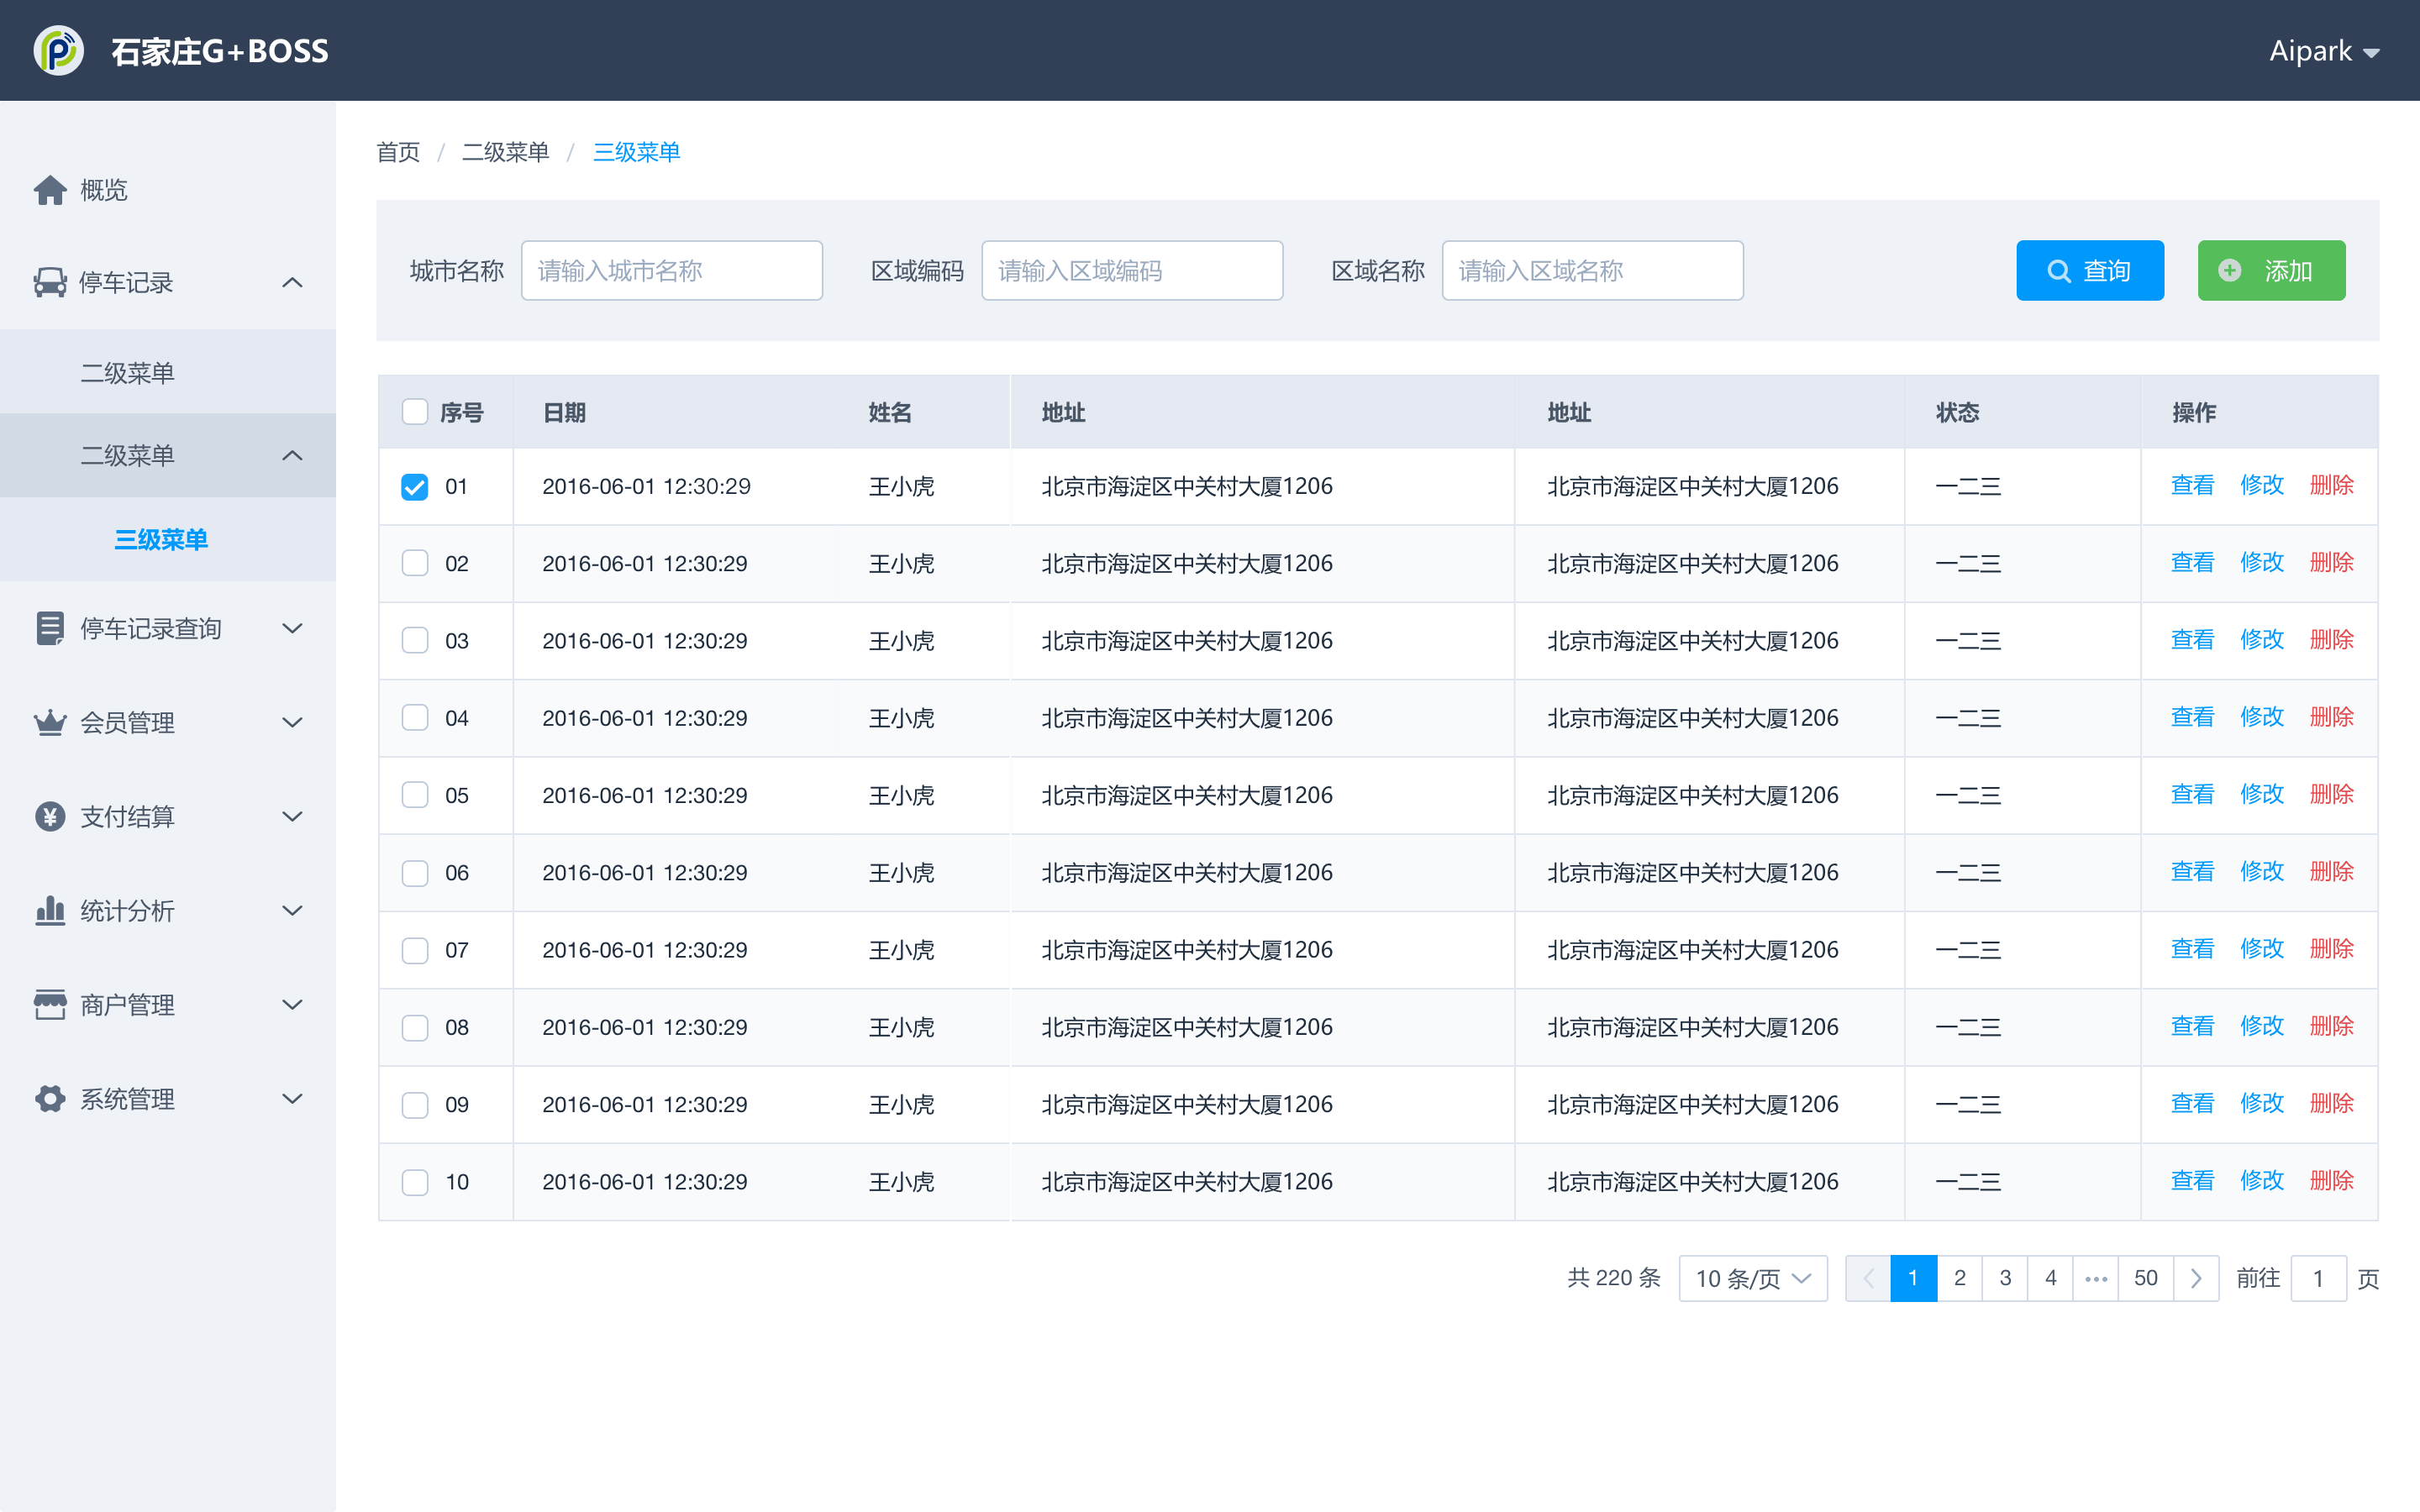 石家庄G+BOSS
Aipark
概览
停车记录
二级菜单
二级菜单
三级菜单
停车记录查询
会员管理
支付结算
统计分析
商户管理
系统管理
首页 / 二级菜单 / 三级菜单
城市名称 请输入城市名称 区域编码 请输入区域编码 区域名称 请输入区域名称 查询 添加
序号 日期 姓名 地址 地址 状态 操作
01 2016-06-01 12:30:29 王小虎 北京市海淀区中关村大厦1206 北京市海淀区中关村大厦1206 一二三 查看 修改 删除
02 2016-06-01 12:30:29 王小虎 北京市海淀区中关村大厦1206 北京市海淀区中关村大厦1206 一二三 查看 修改 删除
03 2016-06-01 12:30:29 王小虎 北京市海淀区中关村大厦1206 北京市海淀区中关村大厦1206 一二三 查看 修改 删除
04 2016-06-01 12:30:29 王小虎 北京市海淀区中关村大厦1206 北京市海淀区中关村大厦1206 一二三 查看 修改 删除
05 2016-06-01 12:30:29 王小虎 北京市海淀区中关村大厦1206 北京市海淀区中关村大厦1206 一二三 查看 修改 删除
06 2016-06-01 12:30:29 王小虎 北京市海淀区中关村大厦1206 北京市海淀区中关村大厦1206 一二三 查看 修改 删除
07 2016-06-01 12:30:29 王小虎 北京市海淀区中关村大厦1206 北京市海淀区中关村大厦1206 一二三 查看 修改 删除
08 2016-06-01 12:30:29 王小虎 北京市海淀区中关村大厦1206 北京市海淀区中关村大厦1206 一二三 查看 修改 删除
09 2016-06-01 12:30:29 王小虎 北京市海淀区中关村大厦1206 北京市海淀区中关村大厦1206 一二三 查看 修改 删除
10 2016-06-01 12:30:29 王小虎 北京市海淀区中关村大厦1206 北京市海淀区中关村大厦1206 一二三 查看 修改 删除
共 220 条 10 条/页 1 2 3 4 ••• 50 前往 1 页